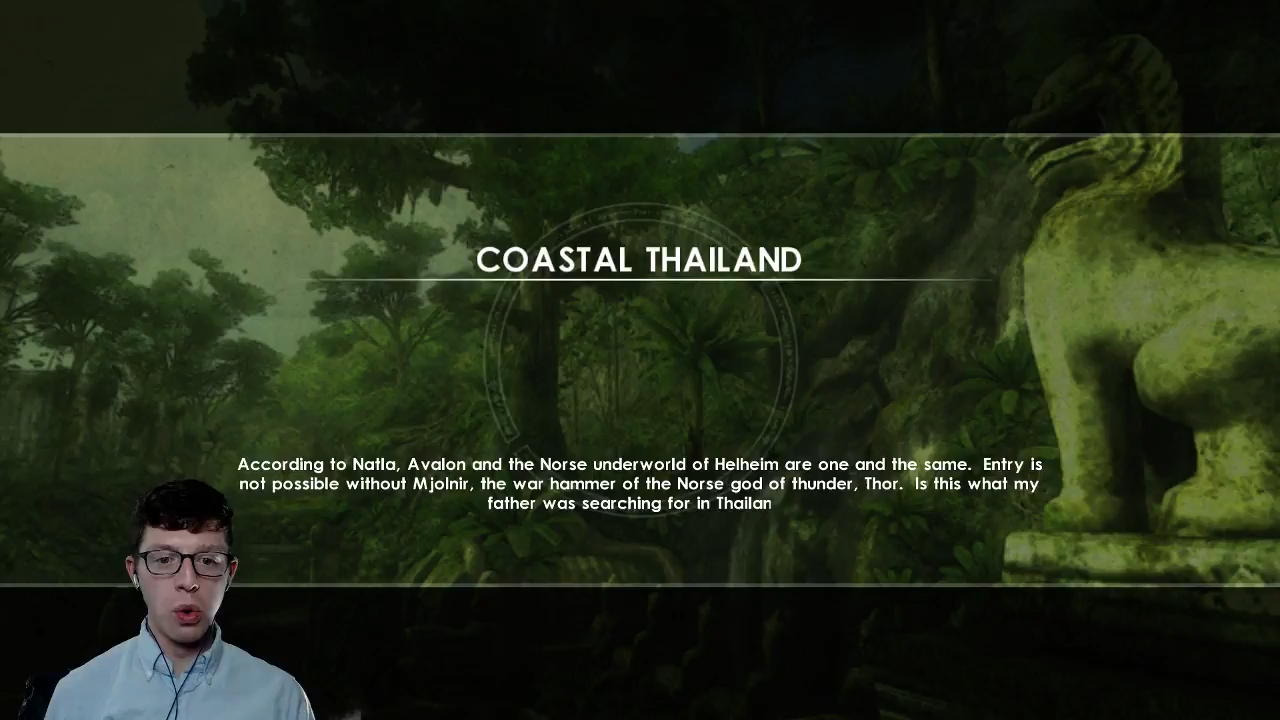 COASTAL THAILAND
According to Natla, Avalon and the Norse underworld of Helheim are one and the same.  Entry is
not possible without Mjolnir, the war hammer of the Norse god of thunder, Thor.  Is this what my
father was searching for in Thailan